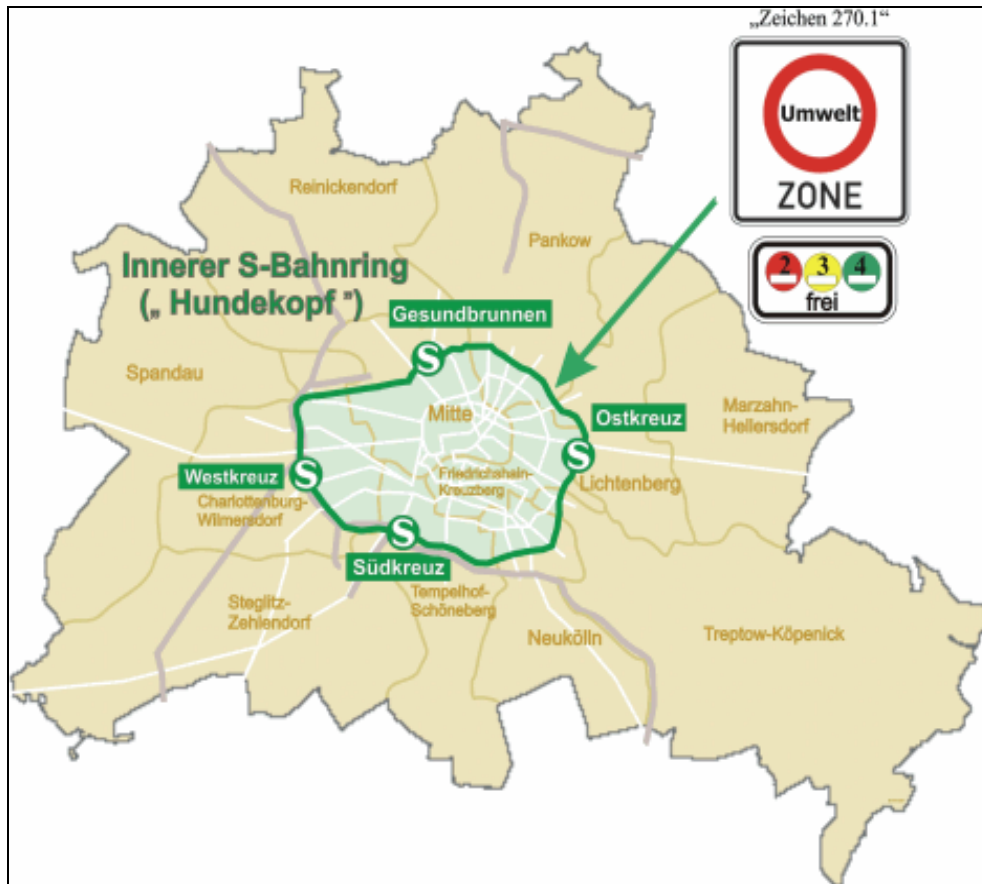 „Zeichen 270.1“
Umwelt
ZONE
2 3 4
frei
Reinickendorf
Pankow
Innerer S-Bahnring
(„ Hundekopf ”)
Gesundbrunnen
S
Spandau
Mitte
Ostkreuz
Marzahn-
Hellersdorf
S
Westkreuz
S
Friedrichshain-
Kreuzberg
Lichtenberg
Charlottenburg-
Wilmersdorf
S
Südkreuz
Steglitz-
Zehlendorf
Tempelhof-
Schöneberg
Neukölln
Treptow-Köpenick